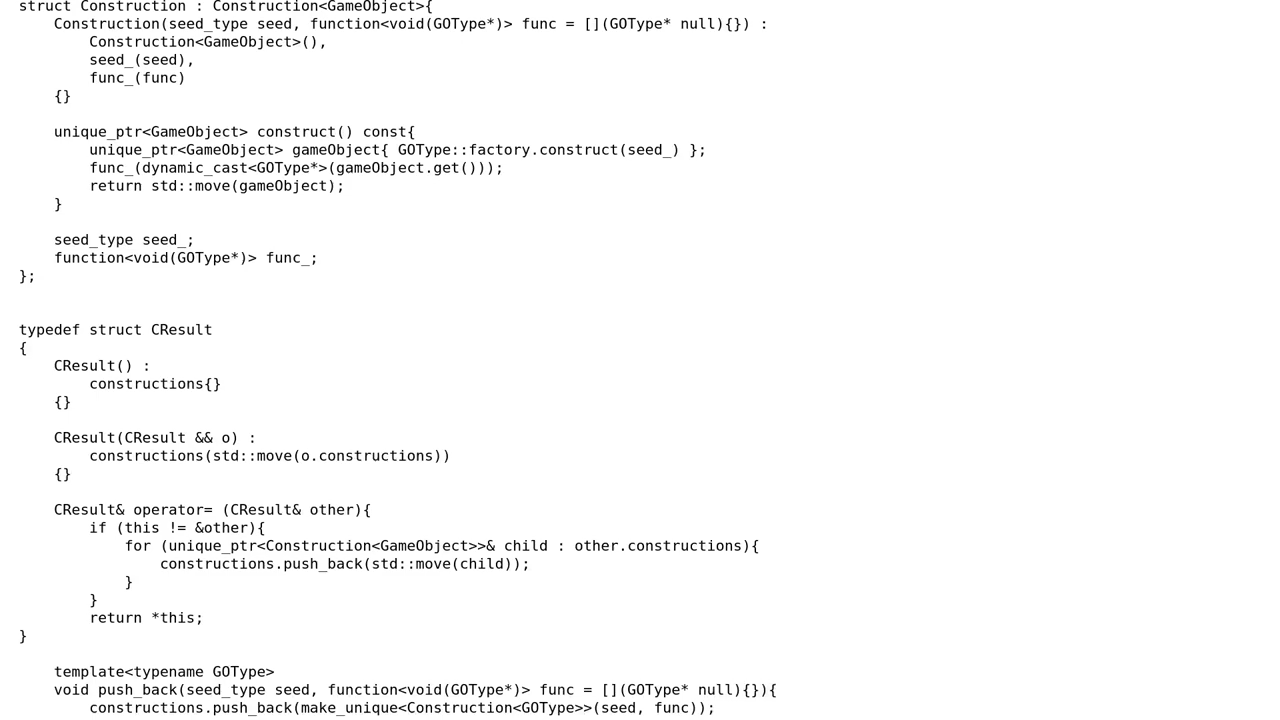 struct Construction : Construction<GameObject>{
    Construction(seed_type seed, function<void(GOType*)> func = [](GOType* null){}) :
        Construction<GameObject>(),
        seed_(seed),
        func_(func)
    {}

    unique_ptr<GameObject> construct() const{
        unique_ptr<GameObject> gameObject{ GOType::factory.construct(seed_) };
        func_(dynamic_cast<GOType*>(gameObject.get()));
        return std::move(gameObject);
    }

    seed_type seed_;
    function<void(GOType*)> func_;
};


typedef struct CResult
{
    CResult() :
        constructions{}
    {}

    CResult(CResult && o) :
        constructions(std::move(o.constructions))
    {}

    CResult& operator= (CResult& other){
        if (this != &other){
            for (unique_ptr<Construction<GameObject>>& child : other.constructions){
                constructions.push_back(std::move(child));
            }
        }
        return *this;
}

    template<typename GOType>
    void push_back(seed_type seed, function<void(GOType*)> func = [](GOType* null){}){
        constructions.push_back(make_unique<Construction<GOType>>(seed, func));